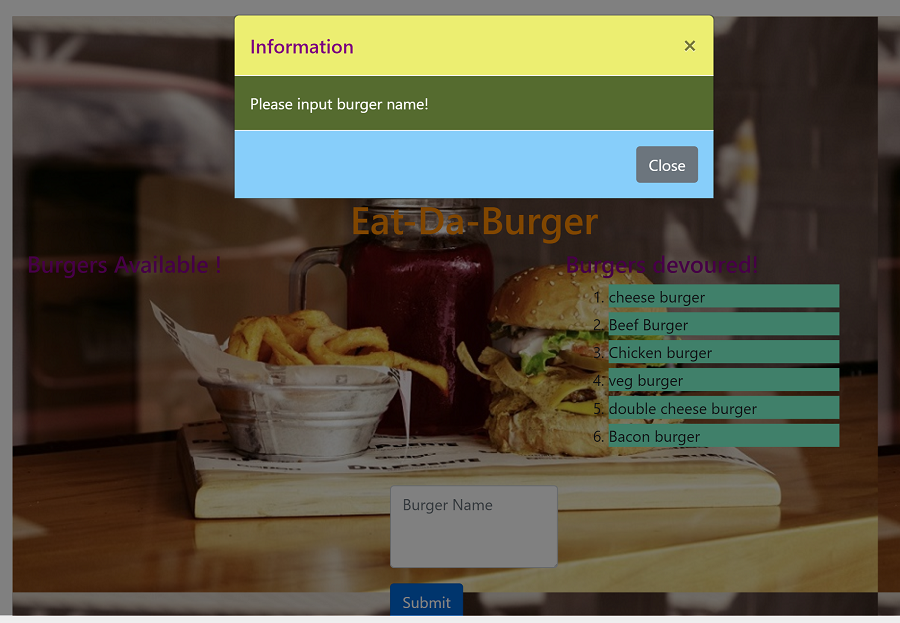 Information ×
Please input burger name!
Close
Eat-Da-Burger
Burgers Available !
Burgers devoured!
1. cheese burger
2. Beef Burger
3. Chicken burger
4. veg burger
5. double cheese burger
6. Bacon burger
Burger Name
Submit